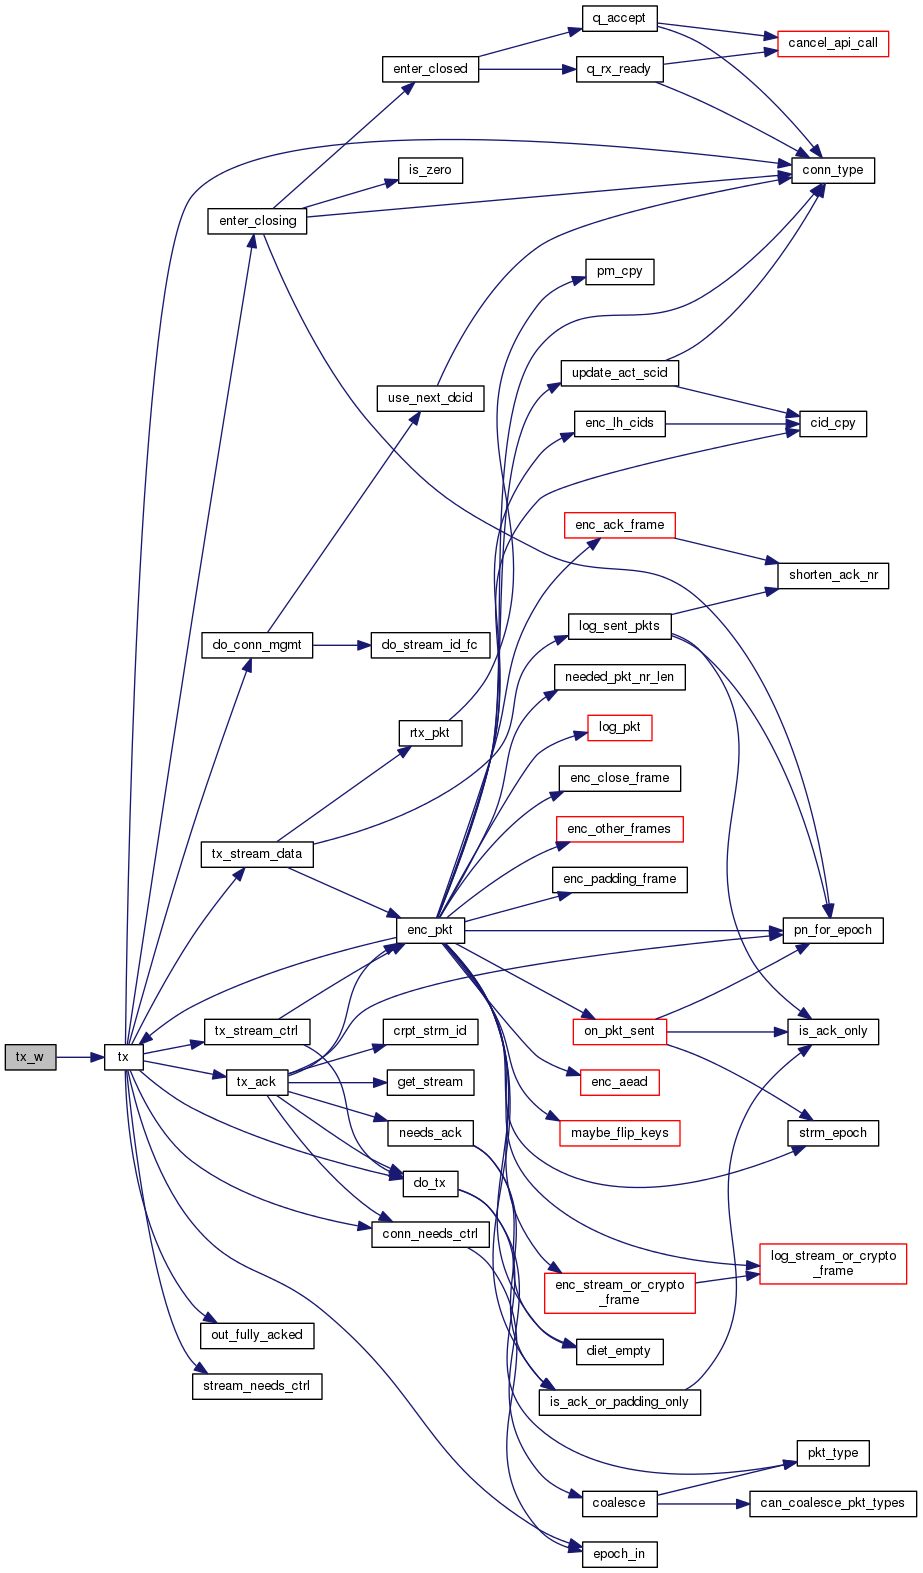 q_accept
cancel_api_call
enter_closed
q_rx_ready
is_zero
conn_type
enter_closing
pm_cpy
update_act_scid
use_next_dcid
enc_lh_cids
cid_cpy
enc_ack_frame
shorten_ack_nr
log_sent_pkts
do_conn_mgmt
do_stream_id_fc
needed_pkt_nr_len
rtx_pkt
log_pkt
enc_close_frame
enc_other_frames
tx_stream_data
enc_padding_frame
enc_pkt
pn_for_epoch
tx_stream_ctrl
crpt_strm_id
on_pkt_sent
is_ack_only
tx_w
tx
tx_ack
get_stream
enc_aead
needs_ack
maybe_flip_keys
strm_epoch
do_tx
conn_needs_ctrl
log_stream_or_crypto
_frame
enc_stream_or_crypto
_frame
out_fully_acked
diet_empty
stream_needs_ctrl
is_ack_or_padding_only
pkt_type
coalesce
can_coalesce_pkt_types
epoch_in